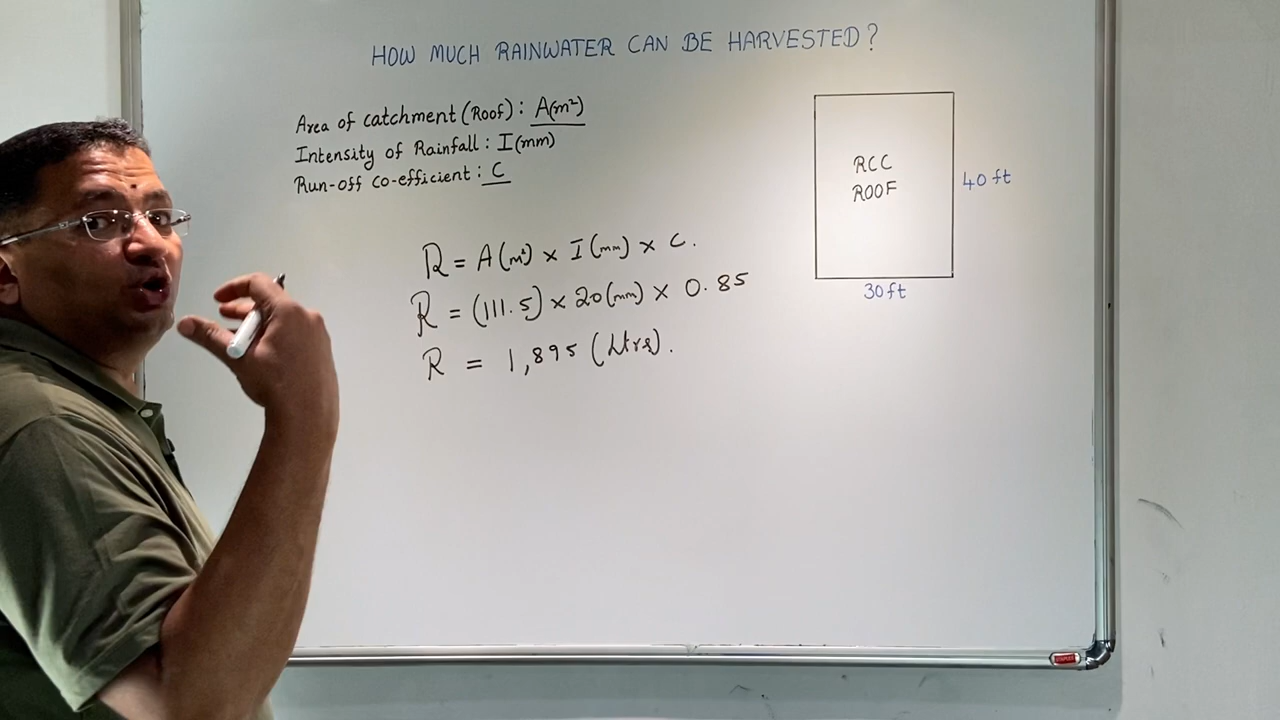 HOW MUCH RAINWATER CAN BE HARVESTED?
Area of catchment (Roof) : A(m²)
Intensity of Rainfall : I(mm)
Run-off co-efficient : C
R = A(m²) × I(mm) × C.
R = (111.5) × 20(mm) × 0.85
R = 1,895 (Ltrs).
RCC
ROOF
40 ft
30 ft